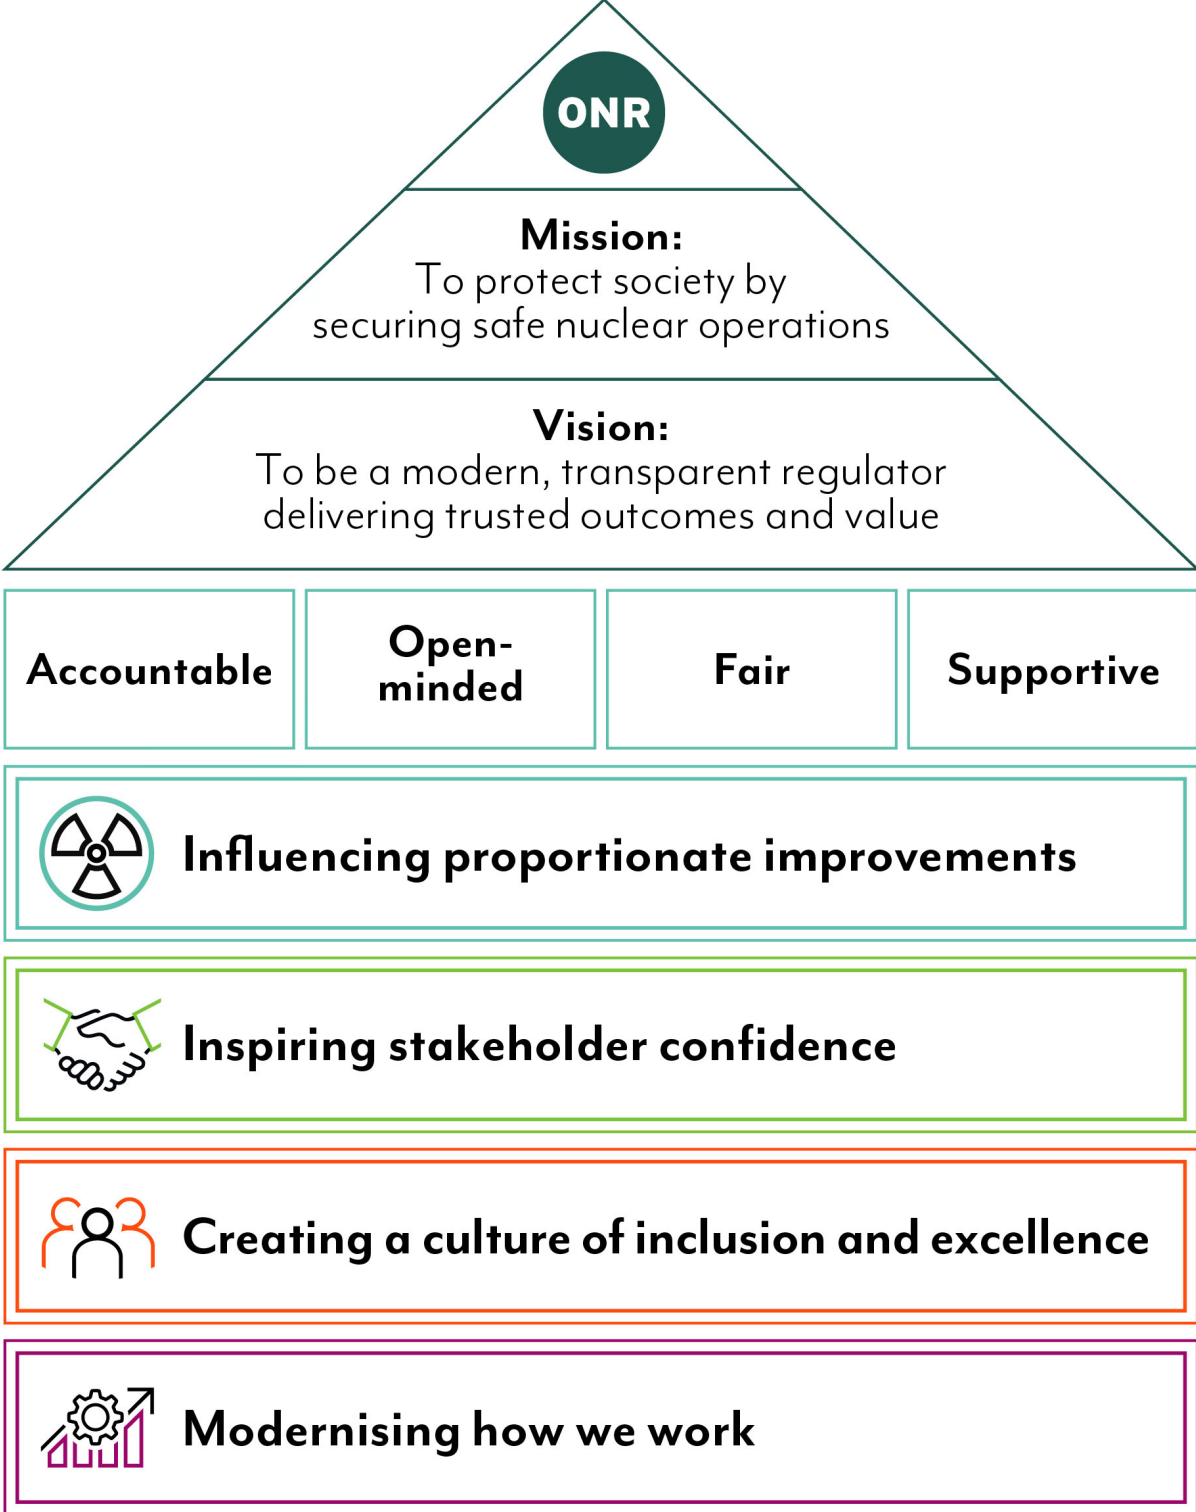 ONR
Mission:
To protect society by
securing safe nuclear operations
Vision:
To be a modern, transparent regulator
delivering trusted outcomes and value
Accountable
Open-
minded
Fair
Supportive
Influencing proportionate improvements
Inspiring stakeholder confidence
Creating a culture of inclusion and excellence
Modernising how we work